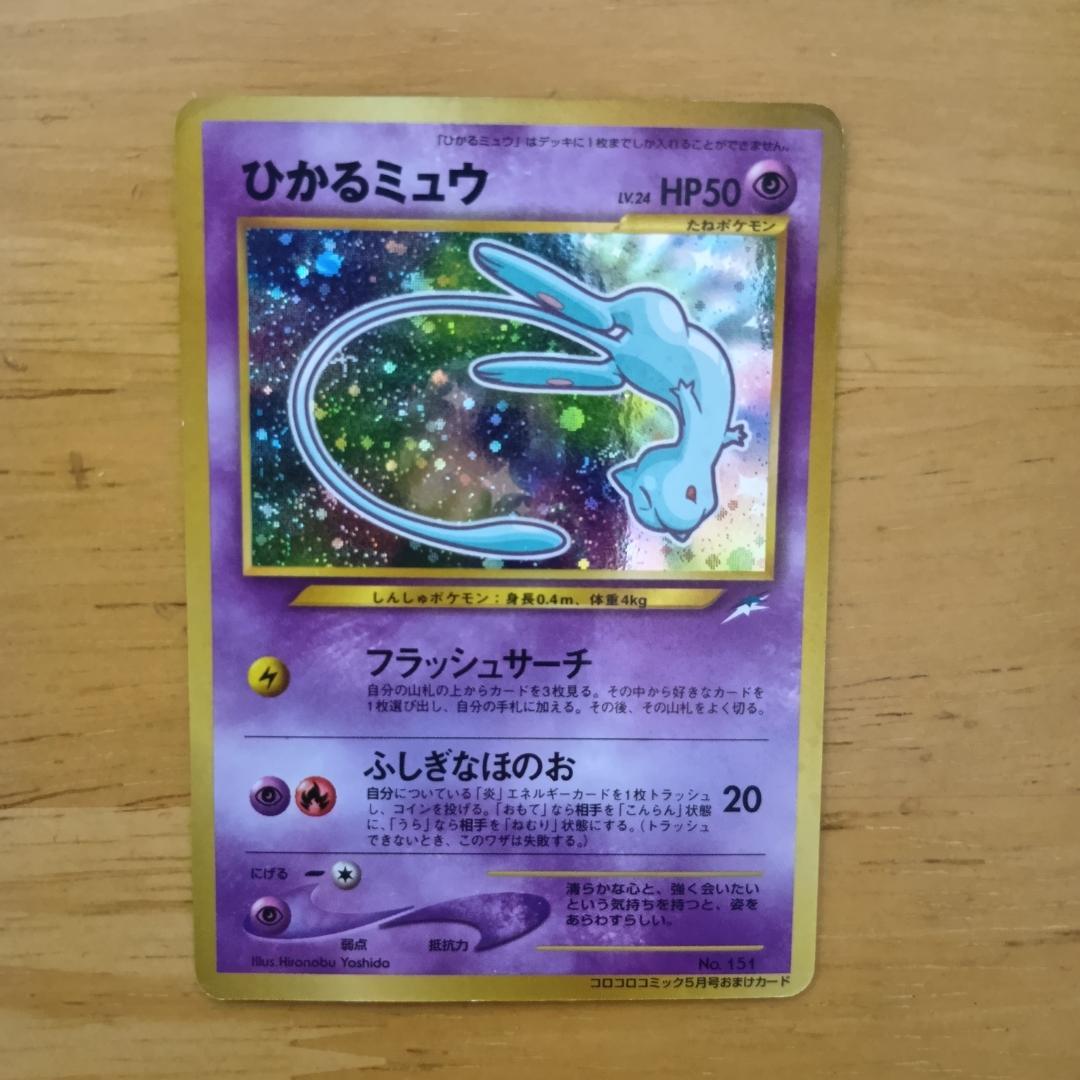 「ひかるミュウ」はデッキに1枚までしか入れることができません。
ひかるミュウ LV.24 HP50
たねポケモン
しんしゅポケモン：身長0.4m、体重4kg
フラッシュサーチ
自分の山札の上からカードを3枚見る。その中から好きなカードを
1枚選び出し、自分の手札に加える。その後、その山札をよく切る。
ふしぎなほのお
自分についている「炎」エネルギーカードを1枚トラッシュ
し、コインを投げる。「おもて」なら相手を「こんらん」状態
に、「うら」なら相手を「ねむり」状態にする。（トラッシュ
できないとき、このワザは失敗する。）
20
にげる
清らかな心と、強く会いたい
という気持ちを持つと、姿を
あらわすらしい。
弱点 抵抗力
Illus.Hironobu Yoshida
No. 151
コロコロコミック5月号おまけカード